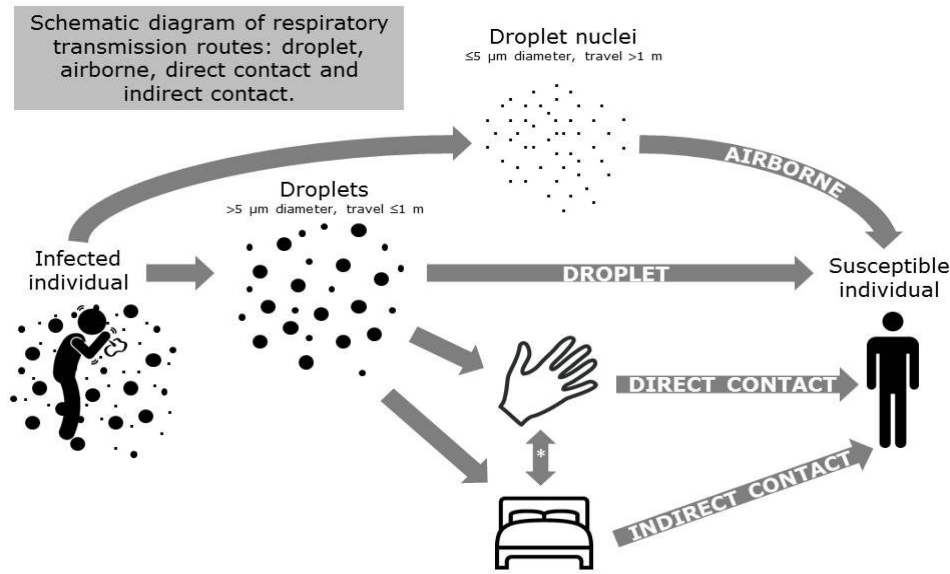 Schematic diagram of respiratory
transmission routes: droplet,
airborne, direct contact and
indirect contact.
Droplet nuclei
≤5 µm diameter, travel >1 m
AIRBORNE
Droplets
>5 µm diameter, travel ≤1 m
Infected
individual
DROPLET
Susceptible
individual
DIRECT CONTACT
*
INDIRECT CONTACT